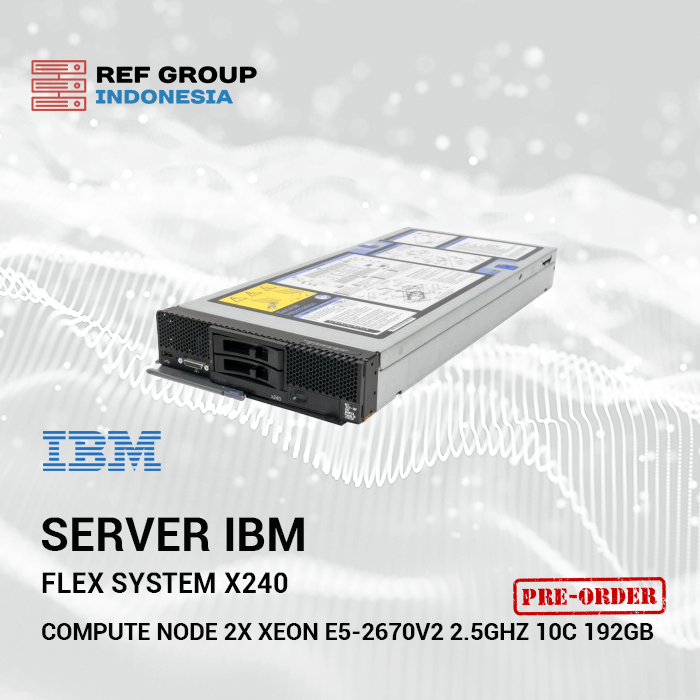 REF GROUP
INDONESIA
x240
IBM
SERVER IBM
FLEX SYSTEM X240
PRE-ORDER
COMPUTE NODE 2X XEON E5-2670V2 2.5GHZ 10C 192GB